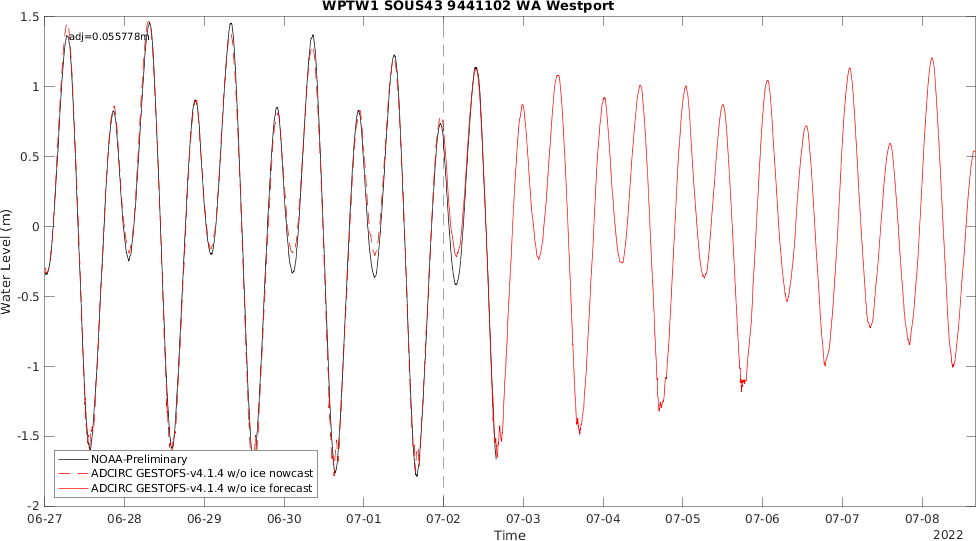 WPTW1 SOUS43 9441102 WA Westport
adj=0.055778m
1.5
1
0.5
0
-0.5
-1
-1.5
-2
Water Level (m)
NOAA-Preliminary
ADCIRC GESTOFS-v4.1.4 w/o ice nowcast
ADCIRC GESTOFS-v4.1.4 w/o ice forecast
06-27 06-28 06-29 06-30 07-01 07-02 07-03 07-04 07-05 07-06 07-07 07-08
Time
2022